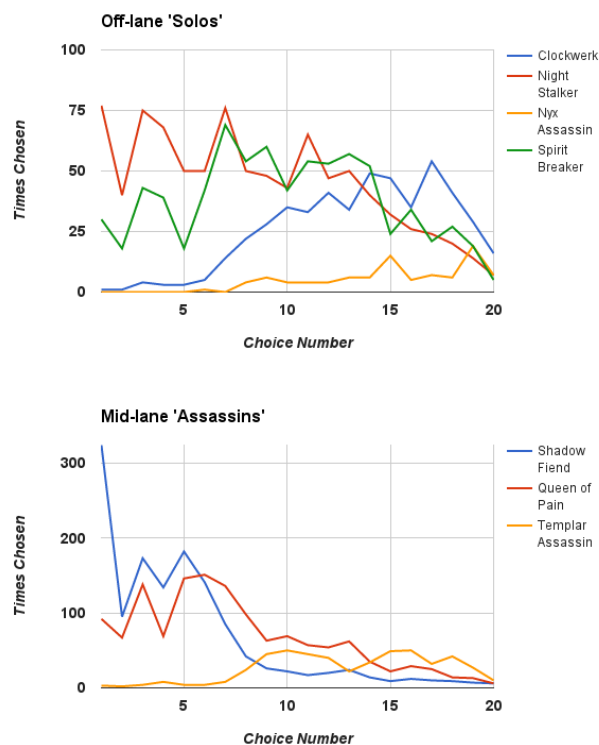 Off-lane 'Solos'
100
75
50
25
0
Times Chosen
5
10
15
20
Choice Number
Clockwerk
Night
Stalker
Nyx
Assassin
Spirit
Breaker
Mid-lane 'Assassins'
300
200
100
0
Times Chosen
5
10
15
20
Choice Number
Shadow
Fiend
Queen of
Pain
Templar
Assassin